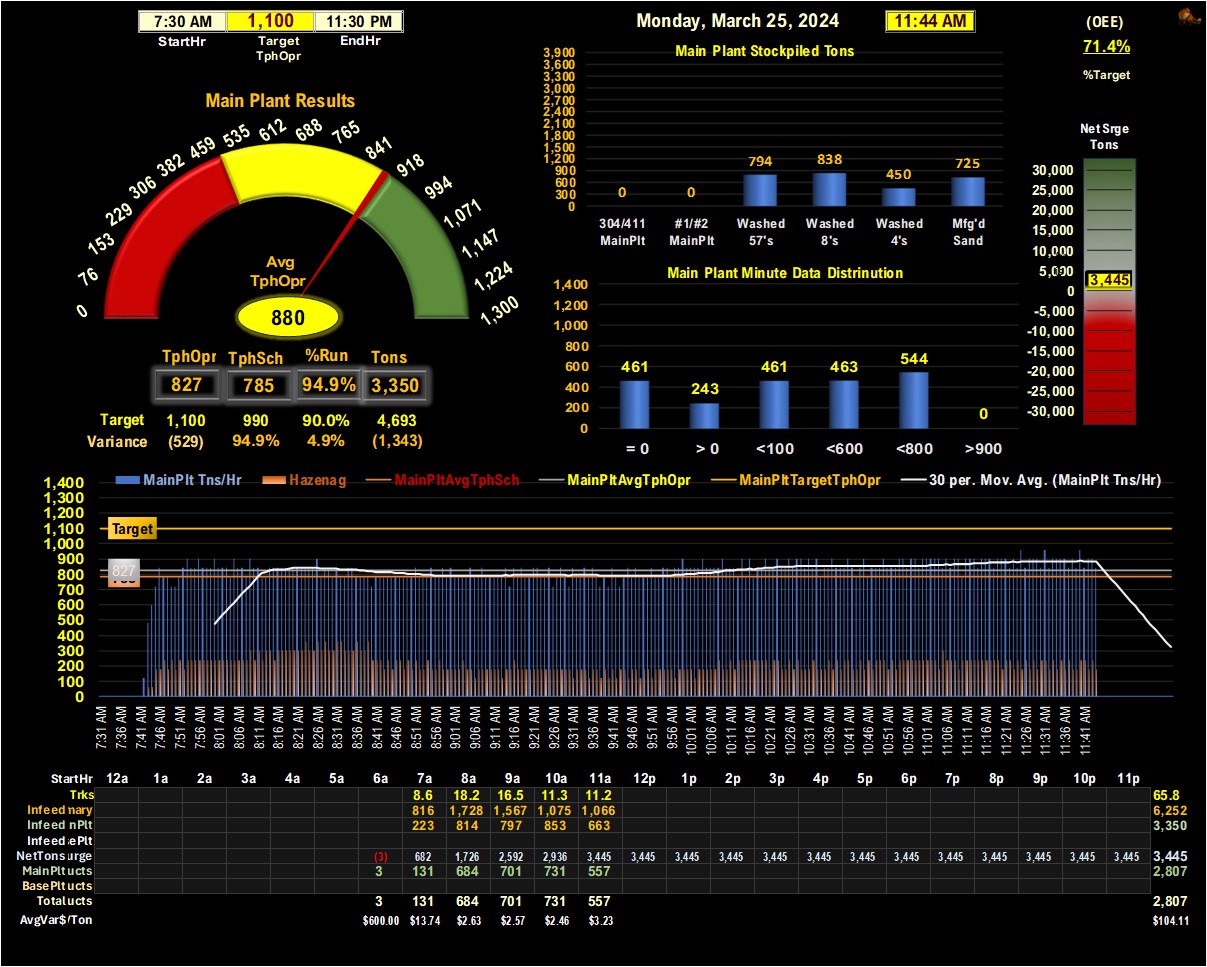 7:30 AM 1,100 11:30 PM
StartHr Target TphOpr EndHr
Monday, March 25, 2024 11:44 AM
(OEE)
71.4%
%Target
Main Plant Results
0 76 153 229 306 382 459 535 612 688 765 841 918 994 1,071 1,147 1,224 1,300
Avg
TphOpr
880
TphOpr TphSch %Run Tons
827 785 94.9% 3,350
Target 1,100 990 90.0% 4,693
Variance (529) 94.9% 4.9% (1,343)
Main Plant Stockpiled Tons
3,900
3,600
3,300
3,000
2,700
2,400
2,100
1,800
1,500
1,200
900
600
300
0
0 0 794 838 450 725
304/411 #1/#2 Washed Washed Washed Mfg'd
MainPlt MainPlt 57's 8's 4's Sand
Main Plant Minute Data Distrinution
1,400
1,200
1,000
800
600
400
200
0
461 243 461 463 544 0
= 0 > 0 <100 <600 <800 >900
Net Srge
Tons
30,000
25,000
20,000
15,000
10,000
5,000
3,445
0
-5,000
-10,000
-15,000
-20,000
-25,000
-30,000
MainPlt Tns/Hr Hazenag MainPltAvgTphSch MainPltAvgTphOpr MainPltTargetTphOpr 30 per. Mov. Avg. (MainPlt Tns/Hr)
1,400
1,300
1,200
1,100
1,000
900
800
700
600
500
400
300
200
100
0
Target
827
7:31 AM 7:36 AM 7:41 AM 7:46 AM 7:51 AM 7:56 AM 8:01 AM 8:06 AM 8:11 AM 8:16 AM 8:21 AM 8:26 AM 8:31 AM 8:36 AM 8:41 AM 8:46 AM 8:51 AM 8:56 AM 9:01 AM 9:06 AM 9:11 AM 9:16 AM 9:21 AM 9:26 AM 9:31 AM 9:36 AM 9:41 AM 9:46 AM 9:51 AM 9:56 AM 10:01 AM 10:06 AM 10:11 AM 10:16 AM 10:21 AM 10:26 AM 10:31 AM 10:36 AM 10:41 AM 10:46 AM 10:51 AM 10:56 AM 11:01 AM 11:06 AM 11:11 AM 11:16 AM 11:21 AM 11:26 AM 11:31 AM 11:36 AM 11:41 AM
StartHr 12a 1a 2a 3a 4a 5a 6a 7a 8a 9a 10a 11a 12p 1p 2p 3p 4p 5p 6p 7p 8p 9p 10p 11p
Trks 8.6 18.2 16.5 11.3 11.2 65.8
Infeed nary 816 1,728 1,567 1,075 1,066 6,252
Infeed nPlt 223 814 797 853 663 3,350
Infeed ePlt
NetTons urge (3) 682 1,726 2,592 2,936 3,445 3,445 3,445 3,445 3,445 3,445 3,445 3,445 3,445 3,445 3,445 3,445 3,445 3,445
MainPlt ucts 3 131 684 701 731 557 2,807
BasePlt ucts
Total ucts 3 131 684 701 731 557 2,807
AvgVar$/Ton $600.00 $13.74 $2.63 $2.57 $2.46 $3.23 $104.11